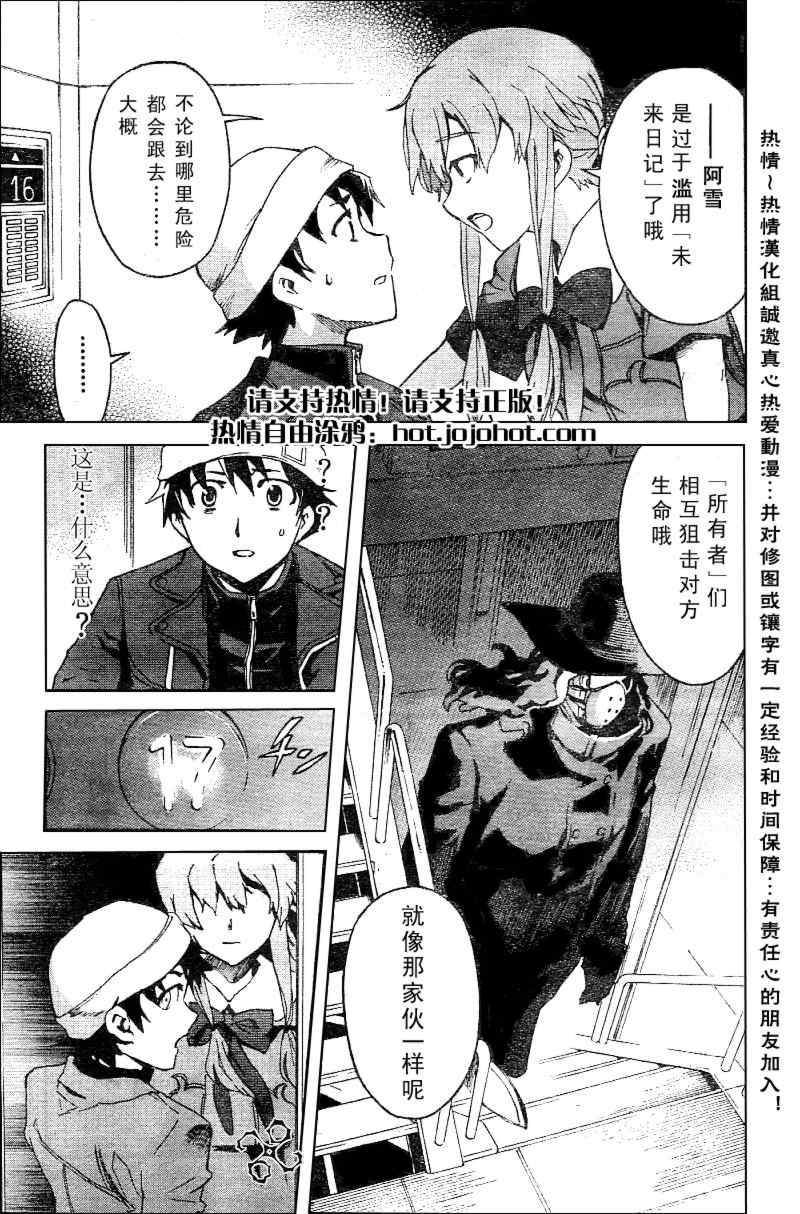 ——阿雪
是过于滥用「未
来日记」了哦
不论到哪里危险
都会跟去………
大概
16
………
请支持热情！请支持正版！
热情自由涂鸦：hot.jojohot.com
「所有者」们
相互狙击对方
生命哦
？
？
这是…什么意思？
17
チン
就像那家伙一样呢
热情～热情漢化組誠邀真心热爱動漫…并对修图或镶字有一定经验和时间保障…有责任心的朋友加入！